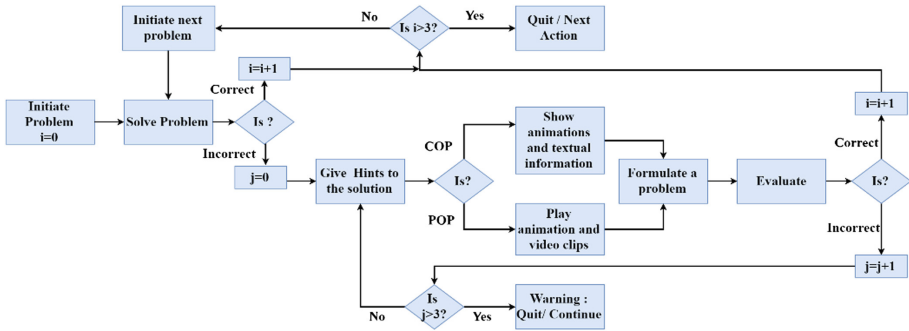 Initiate next
problem
No
Is i>3?
Yes
Quit / Next
Action
i=i+1
Correct
Initiate
Problem
i=0
Solve Problem
Is ?
Incorrect
j=0
Give Hints to
the solution
COP
Is?
POP
Show
animations
and textual
information
Play
animation and
video clips
Formulate a
problem
Evaluate
i=i+1
Correct
Is?
Incorrect
j=j+1
No
Is
j>3?
Yes
Warning :
Quit/ Continue